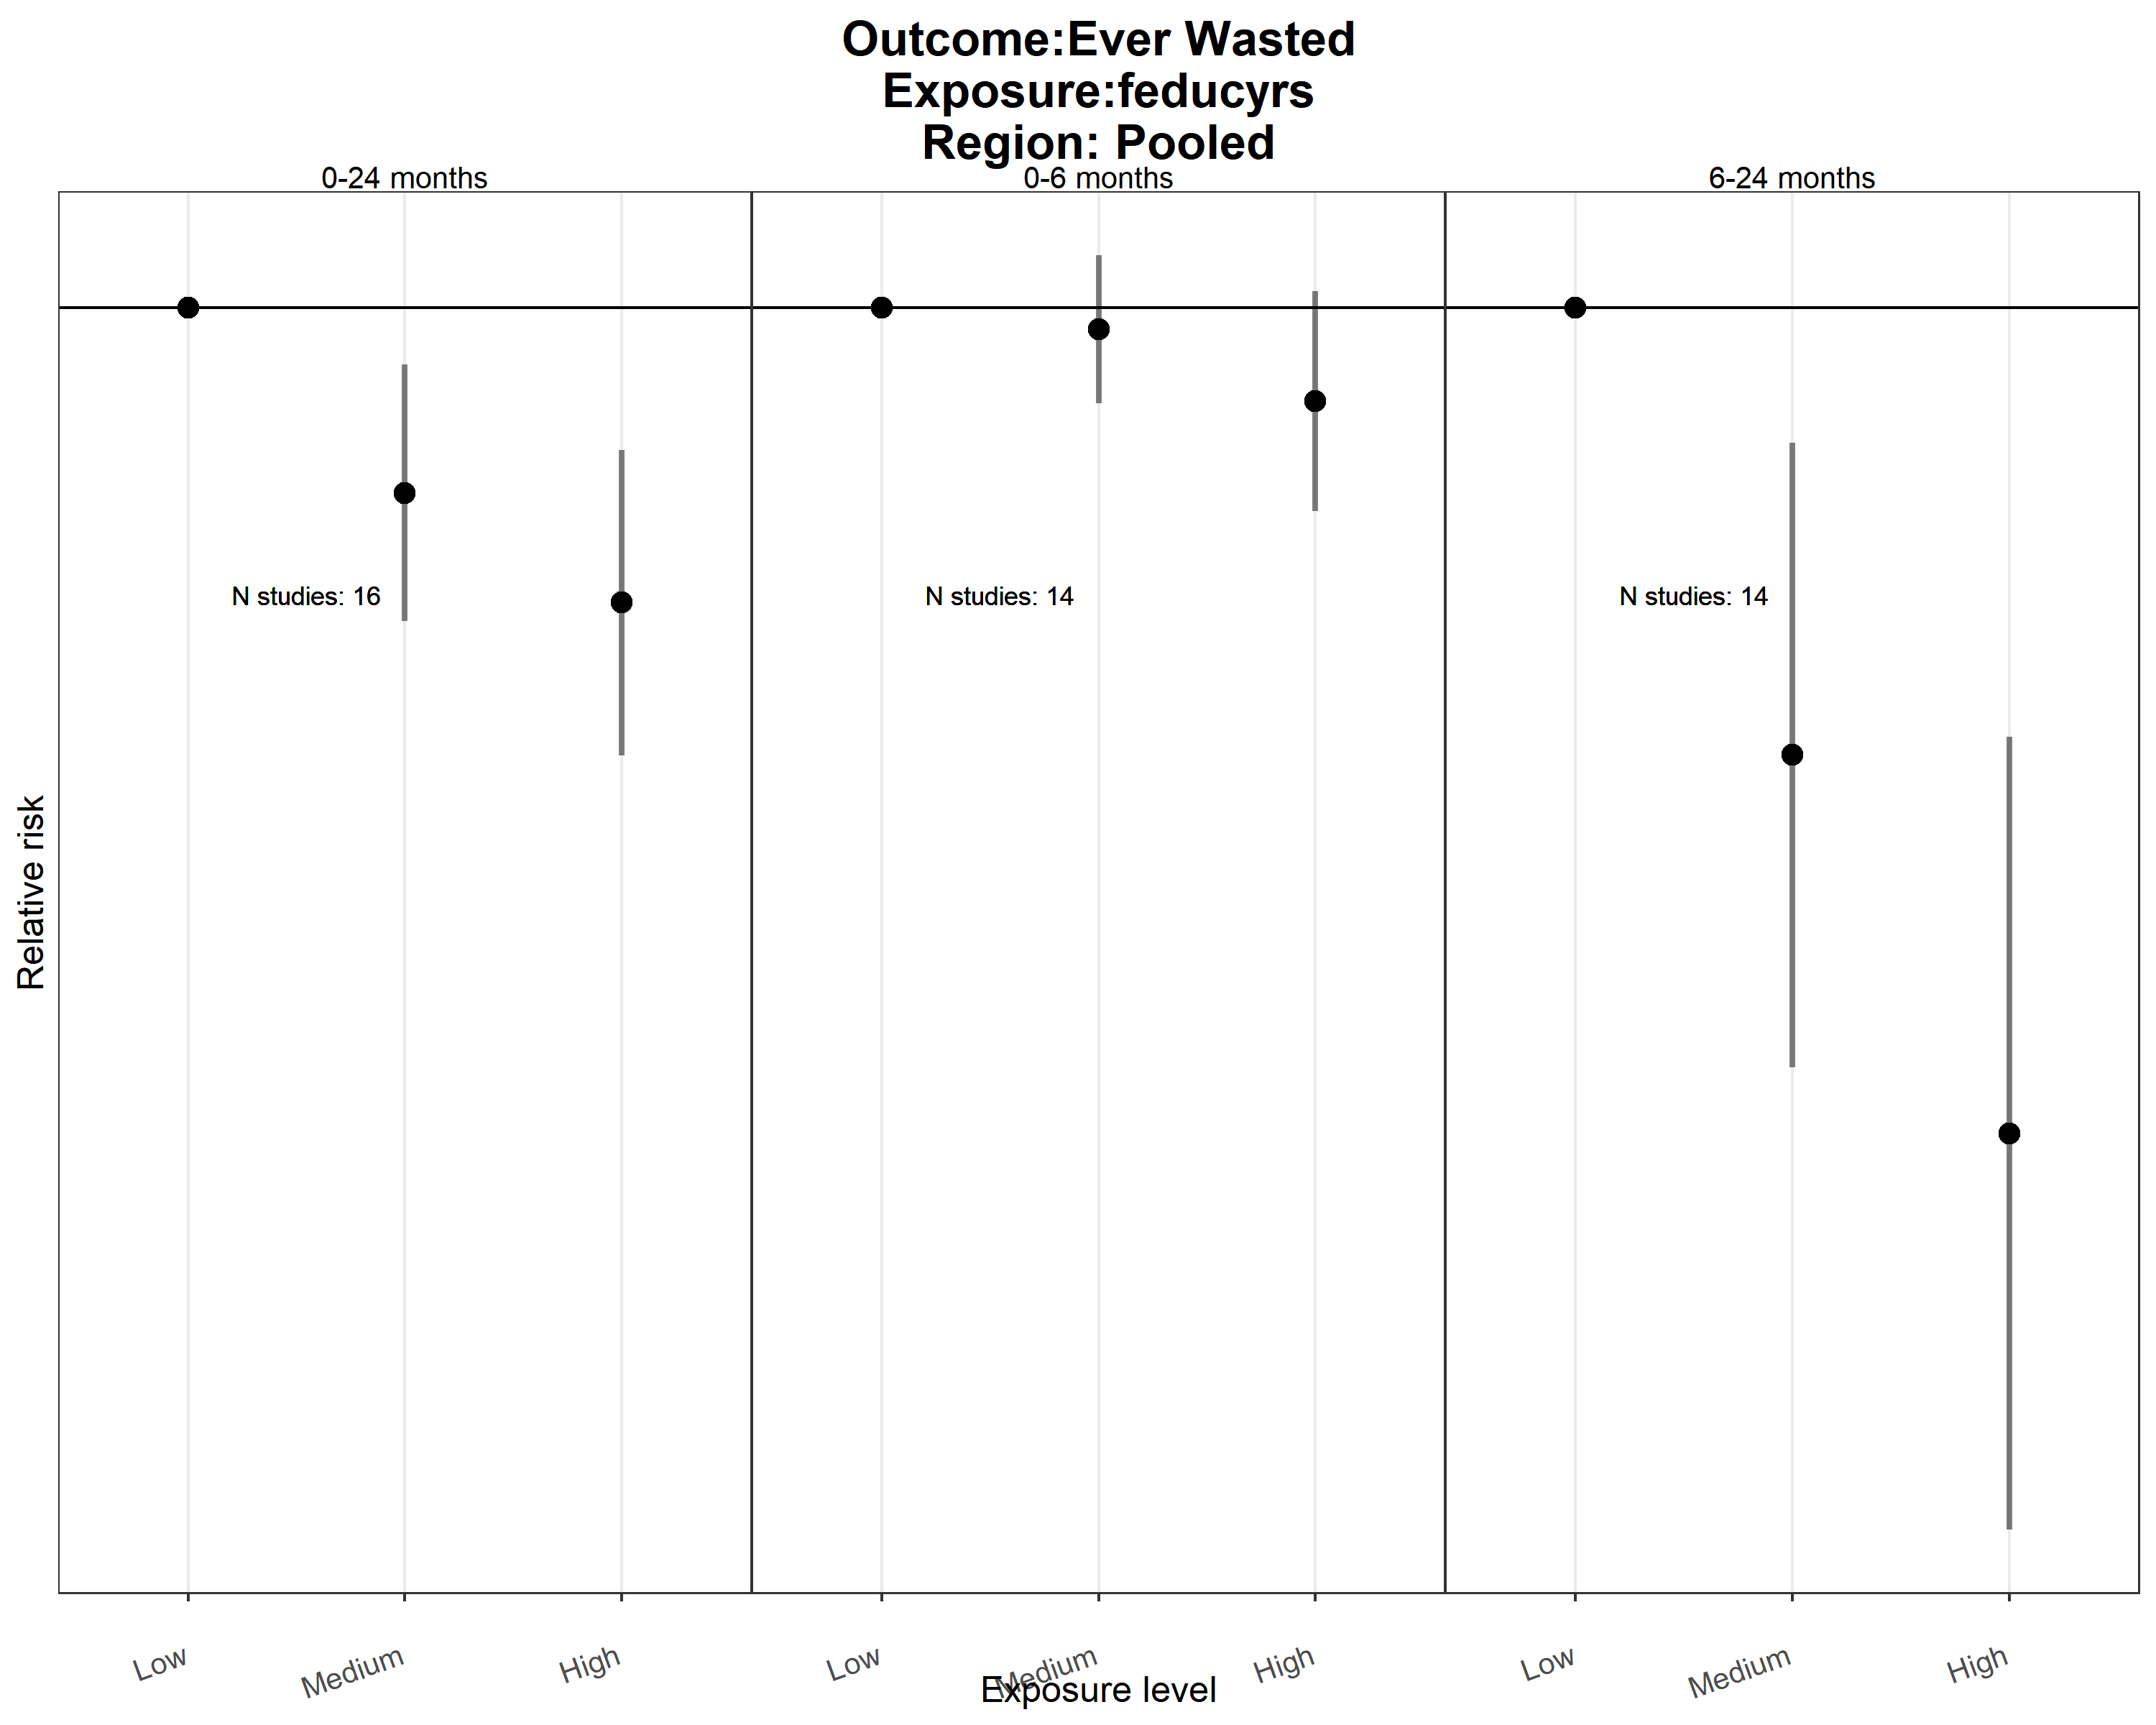 Outcome:Ever Wasted
Exposure:feducyrs
Region: Pooled
0-24 months
0-6 months
6-24 months
N studies: 16
N studies: 14
N studies: 14
Relative risk
Low
Medium
High
Low
Medium
High
Low
Medium
High
Exposure level